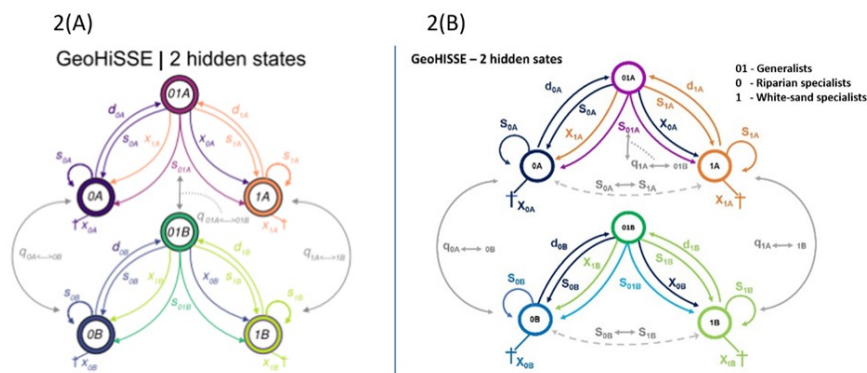 2(A)
GeoHiSSE | 2 hidden states
01A
d0A
s0A
x1A
s01A
x0A
s1A
d1A
s0A
0A
†x0A
s1A
1A
x1A†
q01A<--->01B
q0A<--->0B
q1A<--->1B
01B
d0B
s0B
x1B
s01B
x0B
s1B
d1B
s0B
0B
†x0B
s1B
1B
x1B†
2(B)
GeoHISSE – 2 hidden sates
01 - Generalists
0 - Riparian specialists
1 - White-sand specialists
01A
d0A
S0A
X1A
S01A
X0A
S1A
d1A
S0A
0A
†X0A
S1A
1A
X1A†
q1A ↔ 01B
S0A ↔ S1A
q0A ↔ 0B
q1A ↔ 1B
01B
d0B
S0B
X1B
S01B
X0B
S1B
d1B
S0B
0B
†X0B
S1B
1B
X1B†
S0B ↔ S1B